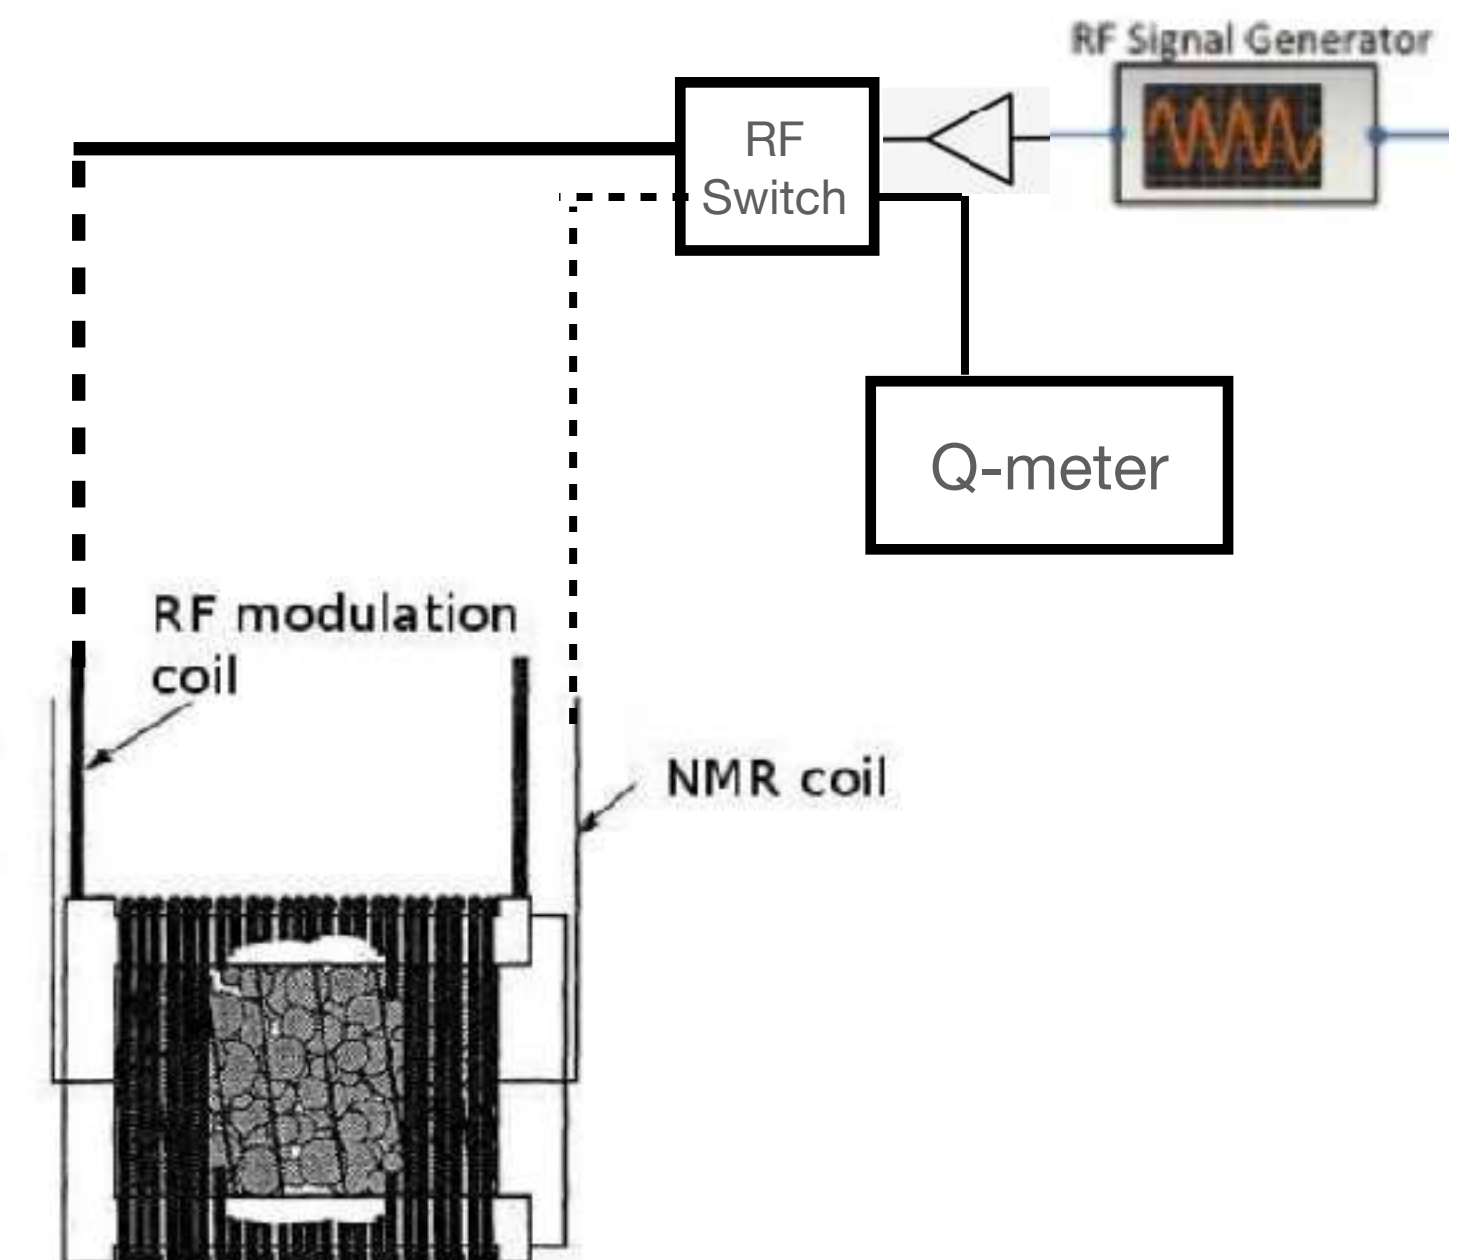 RF Signal Generator
RF
Switch
Q-meter
RF modulation
coil
NMR coil